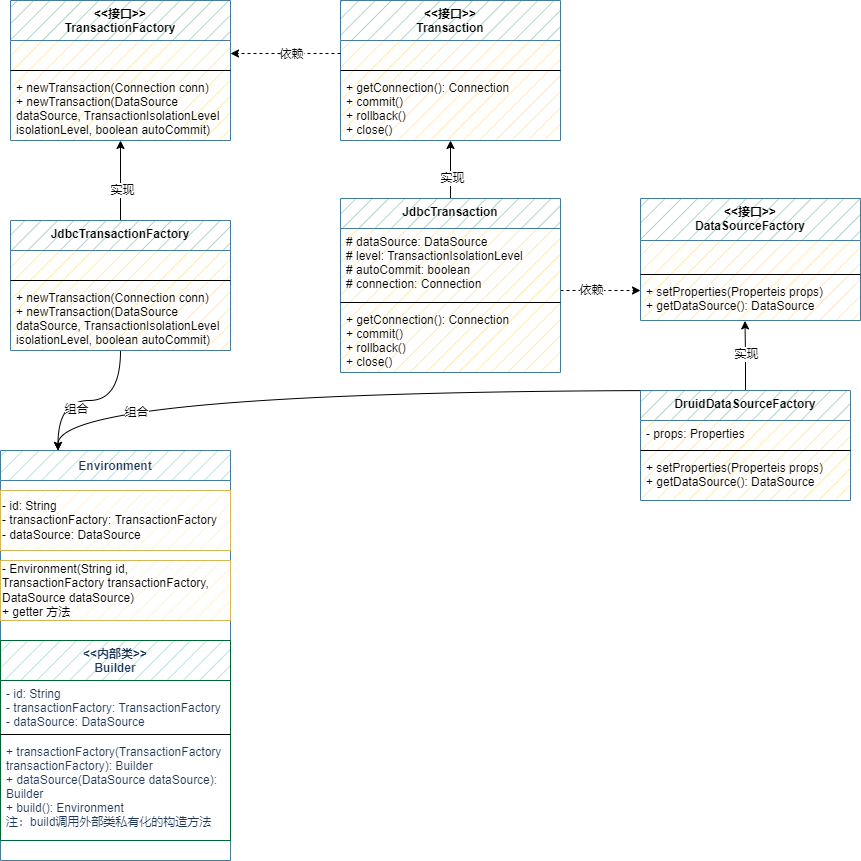 <<接口>>
TransactionFactory
+ newTransaction(Connection conn)
+ newTransaction(DataSource
dataSource, TransactionIsolationLevel
isolationLevel, boolean autoCommit)
依赖
<<接口>>
Transaction
+ getConnection(): Connection
+ commit()
+ rollback()
+ close()
实现
实现
JdbcTransactionFactory
+ newTransaction(Connection conn)
+ newTransaction(DataSource
dataSource, TransactionIsolationLevel
isolationLevel, boolean autoCommit)
JdbcTransaction
# dataSource: DataSource
# level: TransactionIsolationLevel
# autoCommit: boolean
# connection: Connection
+ getConnection(): Connection
+ commit()
+ rollback()
+ close()
依赖
<<接口>>
DataSourceFactory
+ setProperties(Properteis props)
+ getDataSource(): DataSource
实现
DruidDataSourceFactory
- props: Properties
+ setProperties(Properteis props)
+ getDataSource(): DataSource
组合
组合
Environment
- id: String
- transactionFactory: TransactionFactory
- dataSource: DataSource
- Environment(String id,
TransactionFactory transactionFactory,
DataSource dataSource)
+ getter 方法
<<内部类>>
Builder
- id: String
- transactionFactory: TransactionFactory
- dataSource: DataSource
+ transactionFactory(TransactionFactory
transactionFactory): Builder
+ dataSource(DataSource dataSource):
Builder
+ build(): Environment
注：build调用外部类私有化的构造方法